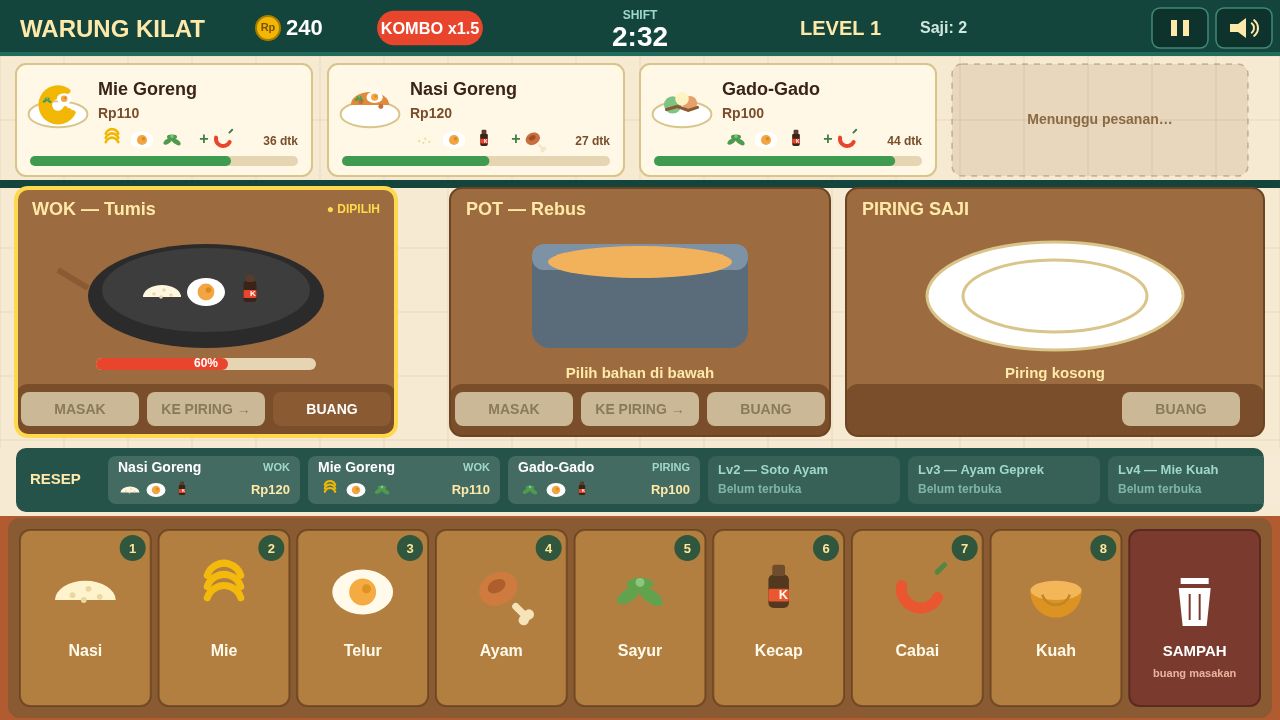 WARUNG KILAT
Rp 240
KOMBO x1.5
SHIFT
2:32
LEVEL 1
Saji: 2
Mie Goreng
Rp110
+
36 dtk
Nasi Goreng
Rp120
+
27 dtk
Gado-Gado
Rp100
+
44 dtk
Menunggu pesanan…
WOK — Tumis
● DIPILIH
K
60%
MASAK
KE PIRING →
BUANG
POT — Rebus
Pilih bahan di bawah
MASAK
KE PIRING →
BUANG
PIRING SAJI
Piring kosong
BUANG
RESEP
Nasi Goreng
WOK
Rp120
Mie Goreng
WOK
Rp110
Gado-Gado
PIRING
Rp100
Lv2 — Soto Ayam
Belum terbuka
Lv3 — Ayam Geprek
Belum terbuka
Lv4 — Mie Kuah
Belum terbuka
1
Nasi
2
Mie
3
Telur
4
Ayam
5
Sayur
6
K
Kecap
7
Cabai
8
Kuah
SAMPAH
buang masakan